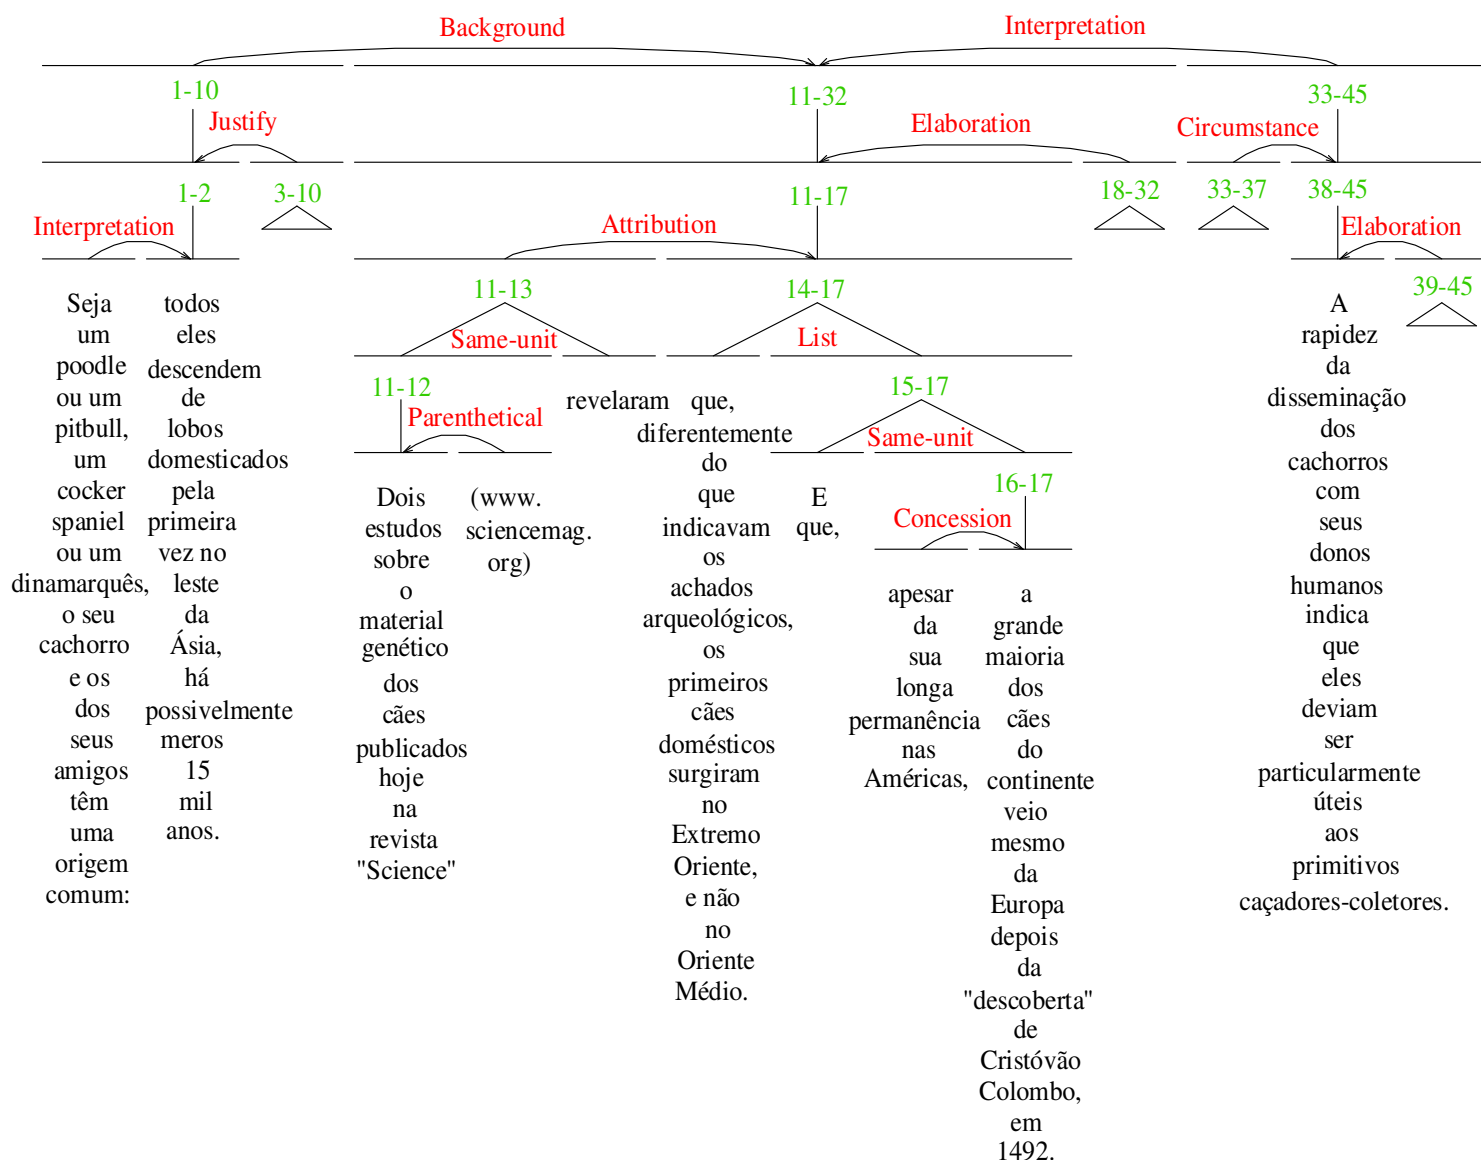 Background
Interpretation
1-10
11-32
33-45
Justify
Elaboration
Circumstance
1-2
3-10
11-17
18-32
33-37
38-45
Interpretation
Attribution
Elaboration
11-13
14-17
39-45
Same-unit
List
11-12
15-17
Parenthetical
Same-unit
16-17
Concession
Seja
um
poodle
ou um
pitbull,
um
cocker
spaniel
ou um
dinamarquês,
o seu
cachorro
e os
dos
seus
amigos
têm
uma
origem
comum:
todos
eles
descendem
de
lobos
domesticados
pela
primeira
vez no
leste
da
Ásia,
há
possivelmente
meros
15
mil
anos.
Dois
estudos
sobre
o
material
genético
dos
cães
publicados
hoje
na
revista
"Science"
(www.
sciencemag.
org)
revelaram
que,
diferentemente
do
que
indicavam
os
achados
arqueológicos,
os
primeiros
cães
domésticos
surgiram
no
Extremo
Oriente,
e não
no
Oriente
Médio.
E
que,
apesar
da
sua
longa
permanência
nas
Américas,
a
grande
maioria
dos
cães
do
continente
veio
mesmo
da
Europa
depois
da
"descoberta"
de
Cristóvão
Colombo,
em
1492.
A
rapidez
da
disseminação
dos
cachorros
com
seus
donos
humanos
indica
que
eles
deviam
ser
particularmente
úteis
aos
primitivos
caçadores-coletores.